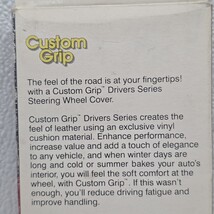 Custom
Grip
The feel of the road is at your fingertips!
with a Custom Grip™ Drivers Series
Steering Wheel Cover.
Custom Grip™ Drivers Series creates the
feel of leather using an exclusive vinyl
cushion material. Enhance performance,
increase value and add a touch of elegance
to any vehicle, and when winter days are
long and cold or summer bakes your auto's
interior, you will feel the soft comfort at the
wheel, with Custom Grip™. If this wasn't
enough, you'll reduce driving fatigue and
improve handling.